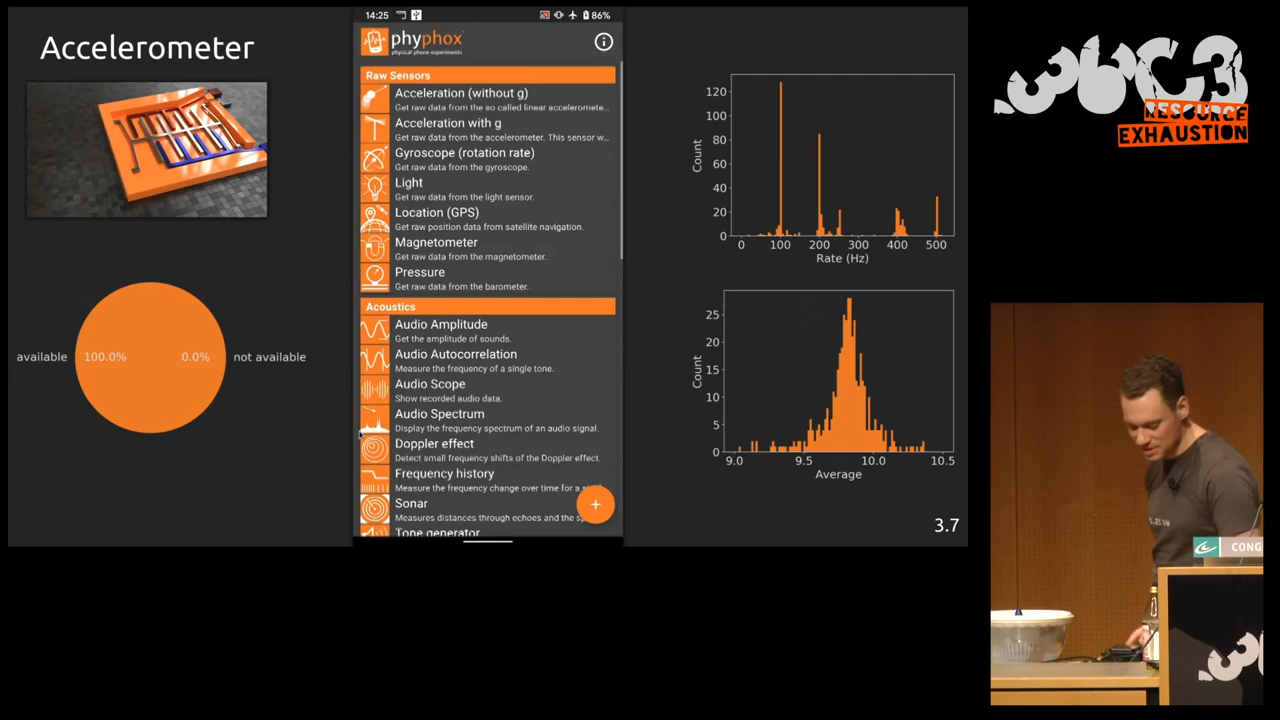 Accelerometer
available
100.0%
0.0%
not available
14:25
86%
phyphox
physical phone experiments
Raw Sensors
Acceleration (without g)
Get raw data from the so called linear acceleromete...
Acceleration with g
Get raw data from the accelerometer. This sensor w...
Gyroscope (rotation rate)
Get raw data from the gyroscope.
Light
Get raw data from the light sensor.
Location (GPS)
Get raw position data from satellite navigation.
Magnetometer
Get raw data from the magnetometer.
Pressure
Get raw data from the barometer.
Acoustics
Audio Amplitude
Get the amplitude of sounds.
Audio Autocorrelation
Measure the frequency of a single tone.
Audio Scope
Show recorded audio data.
Audio Spectrum
Display the frequency spectrum of an audio signal.
Doppler effect
Detect small frequency shifts of the Doppler effect.
Frequency history
Measure the frequency change over time for a
Sonar
Measures distances through echoes and the
Tone generator
+
120
100
80
60
40
20
0
Count
0 100 200 300 400 500
Rate (Hz)
25
20
15
10
5
0
Count
9.0 9.5 10.0 10.5
Average
3.7
36C3
RESOURCE
EXHAUSTION
CONG